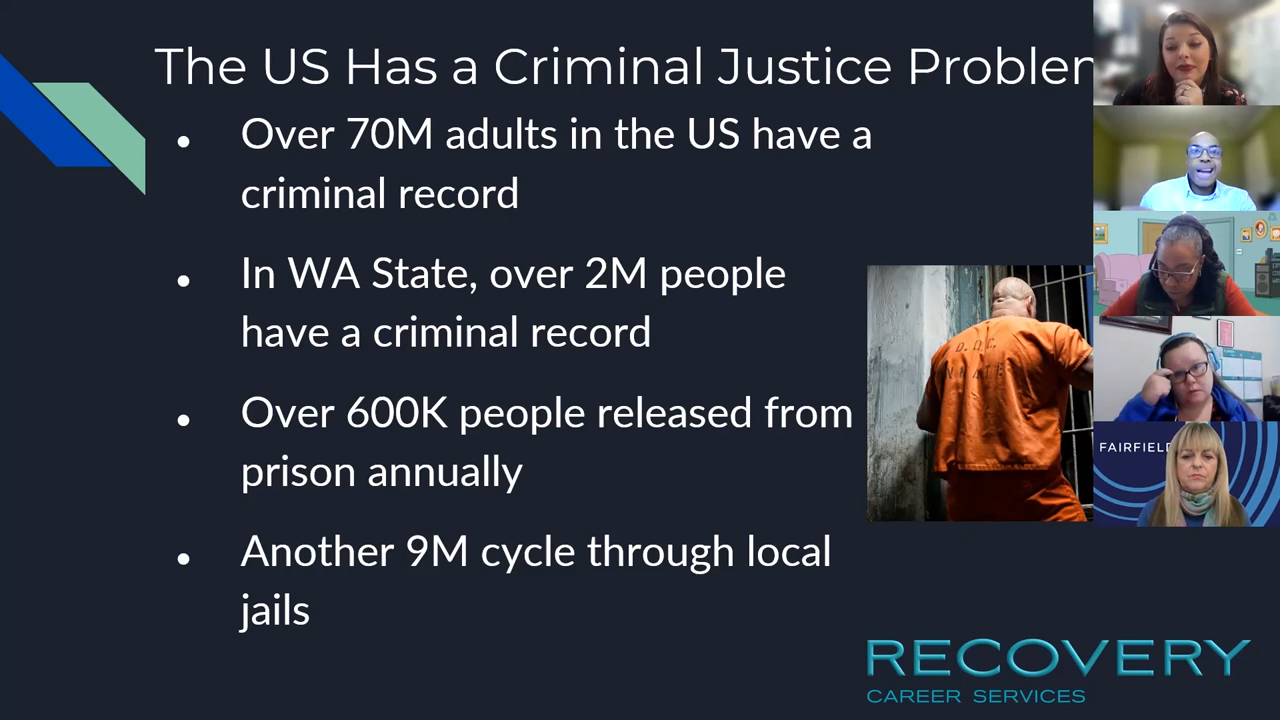 The US Has a Criminal Justice Problem
Over 70M adults in the US have a
criminal record
In WA State, over 2M people
have a criminal record
Over 600K people released from
prison annually
Another 9M cycle through local
jails
D.O.C.
INMATE
FAIRFIELD
RECOVERY
CAREER SERVICES